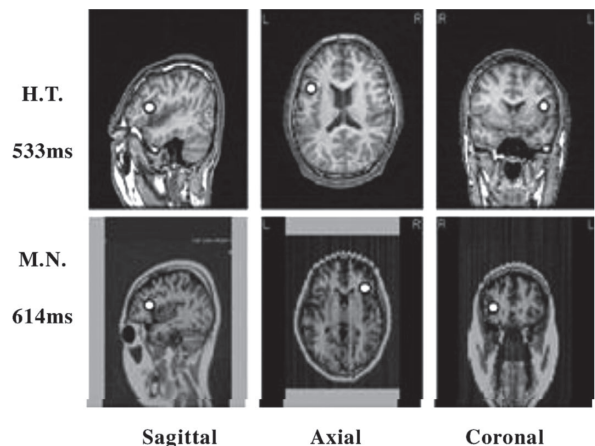 H.T.
533ms
L R
R L
M.N.
614ms
L R
R L
Sagittal Axial Coronal